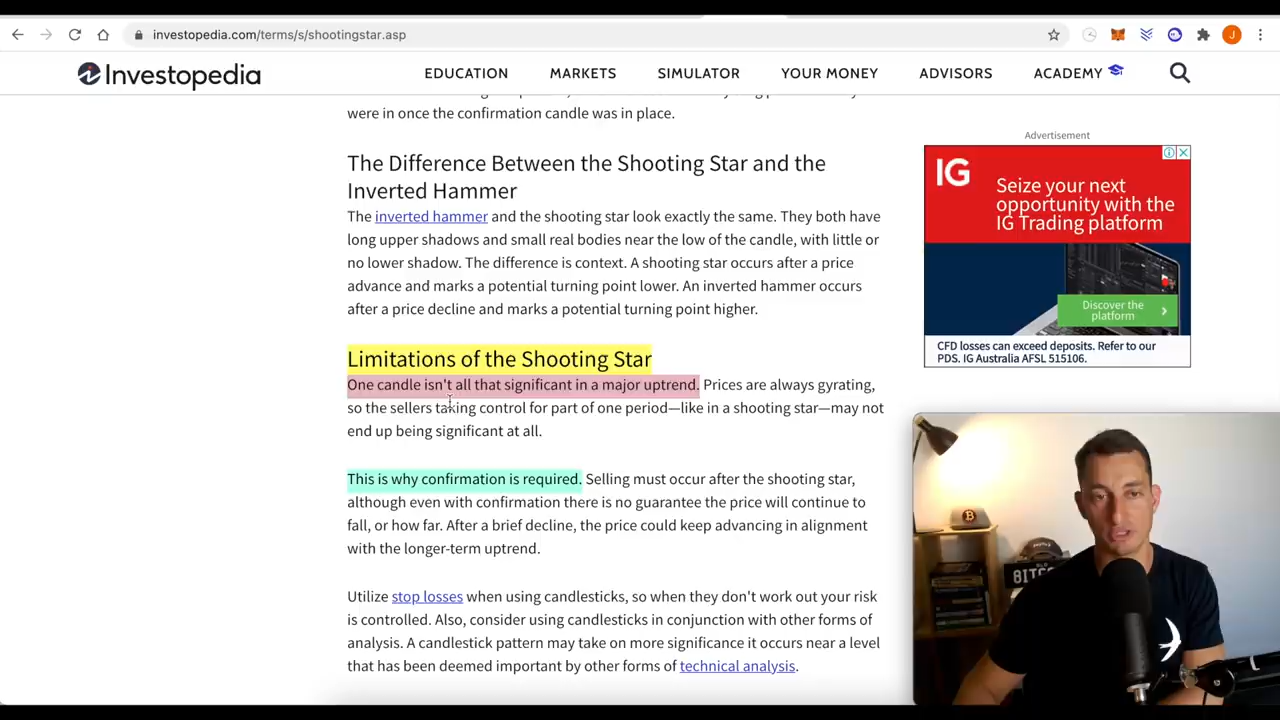 investopedia.com/terms/s/shootingstar.asp
J
Investopedia
EDUCATION MARKETS SIMULATOR YOUR MONEY ADVISORS ACADEMY
were in once the confirmation candle was in place.
The Difference Between the Shooting Star and the
Inverted Hammer
The inverted hammer and the shooting star look exactly the same. They both have
long upper shadows and small real bodies near the low of the candle, with little or
no lower shadow. The difference is context. A shooting star occurs after a price
advance and marks a potential turning point lower. An inverted hammer occurs
after a price decline and marks a potential turning point higher.
Limitations of the Shooting Star
One candle isn't all that significant in a major uptrend. Prices are always gyrating,
so the sellers taking control for part of one period—like in a shooting star—may not
end up being significant at all.
This is why confirmation is required. Selling must occur after the shooting star,
although even with confirmation there is no guarantee the price will continue to
fall, or how far. After a brief decline, the price could keep advancing in alignment
with the longer-term uptrend.
Utilize stop losses when using candlesticks, so when they don't work out your risk
is controlled. Also, consider using candlesticks in conjunction with other forms of
analysis. A candlestick pattern may take on more significance it occurs near a level
that has been deemed important by other forms of technical analysis.
Advertisement
IG
Seize your next
opportunity with the
IG Trading platform
Discover the
platform
CFD losses can exceed deposits. Refer to our
PDS. IG Australia AFSL 515106.